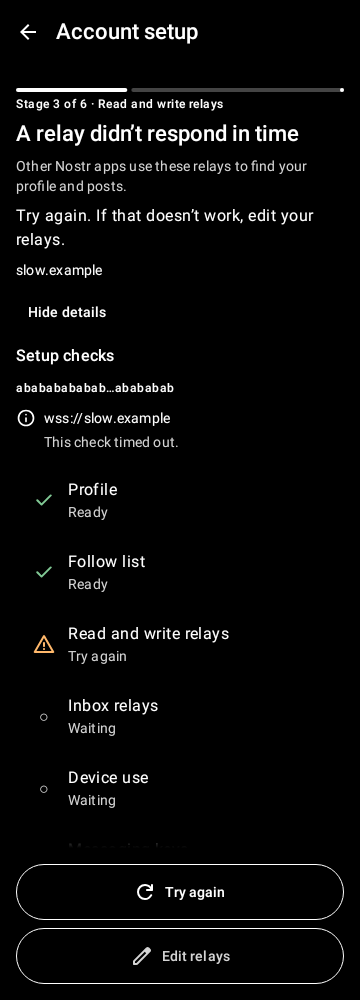 Account setup
Stage 3 of 6 · Read and write relays
A relay didn’t respond in time
Other Nostr apps use these relays to find your
profile and posts.
Try again. If that doesn’t work, edit your
relays.
slow.example
Hide details
Setup checks
abababababab…abababab
wss://slow.example
This check timed out.
Profile
Ready
Follow list
Ready
Read and write relays
Try again
Inbox relays
Waiting
Device use
Waiting
Try again
Edit relays